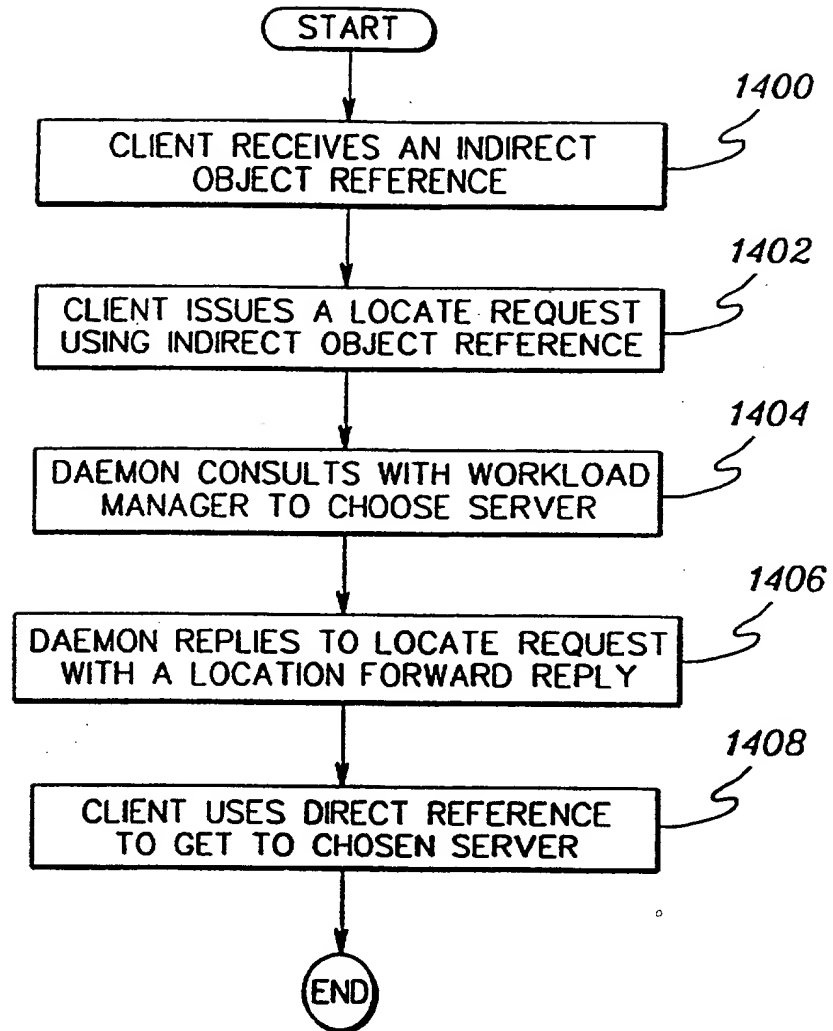 START
1400
CLIENT RECEIVES AN INDIRECT
OBJECT REFERENCE
1402
CLIENT ISSUES A LOCATE REQUEST
USING INDIRECT OBJECT REFERENCE
1404
DAEMON CONSULTS WITH WORKLOAD
MANAGER TO CHOOSE SERVER
1406
DAEMON REPLIES TO LOCATE REQUEST
WITH A LOCATION FORWARD REPLY
1408
CLIENT USES DIRECT REFERENCE
TO GET TO CHOSEN SERVER
END